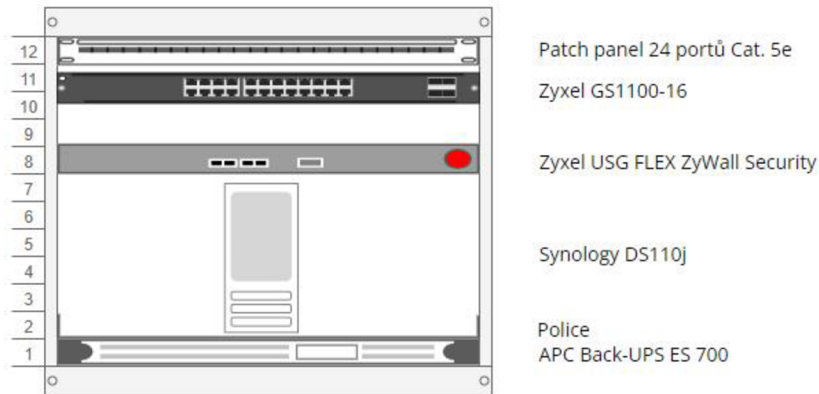 12
Patch panel 24 portů Cat. 5e
11
Zyxel GS1100-16
10
9
8
Zyxel USG FLEX ZyWall Security
7
6
5
Synology DS110j
4
3
2
Police
1
APC Back-UPS ES 700